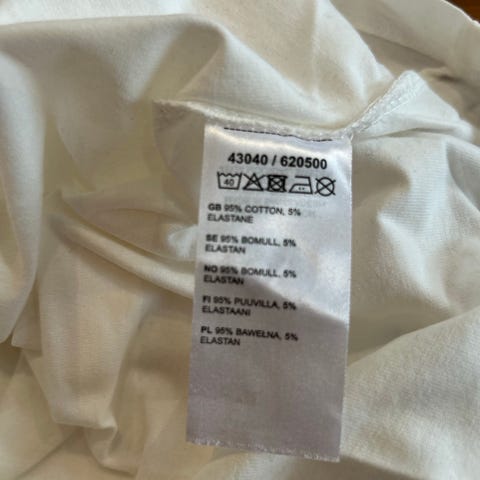 43040 / 620500
40
GB 95% COTTON, 5%
ELASTANE
SE 95% BOMULL, 5%
ELASTAN
NO 95% BOMULL, 5%
ELASTAN
FI 95% PUUVILLA, 5%
ELASTAANI
PL 95% BAWEŁNA, 5%
ELASTAN